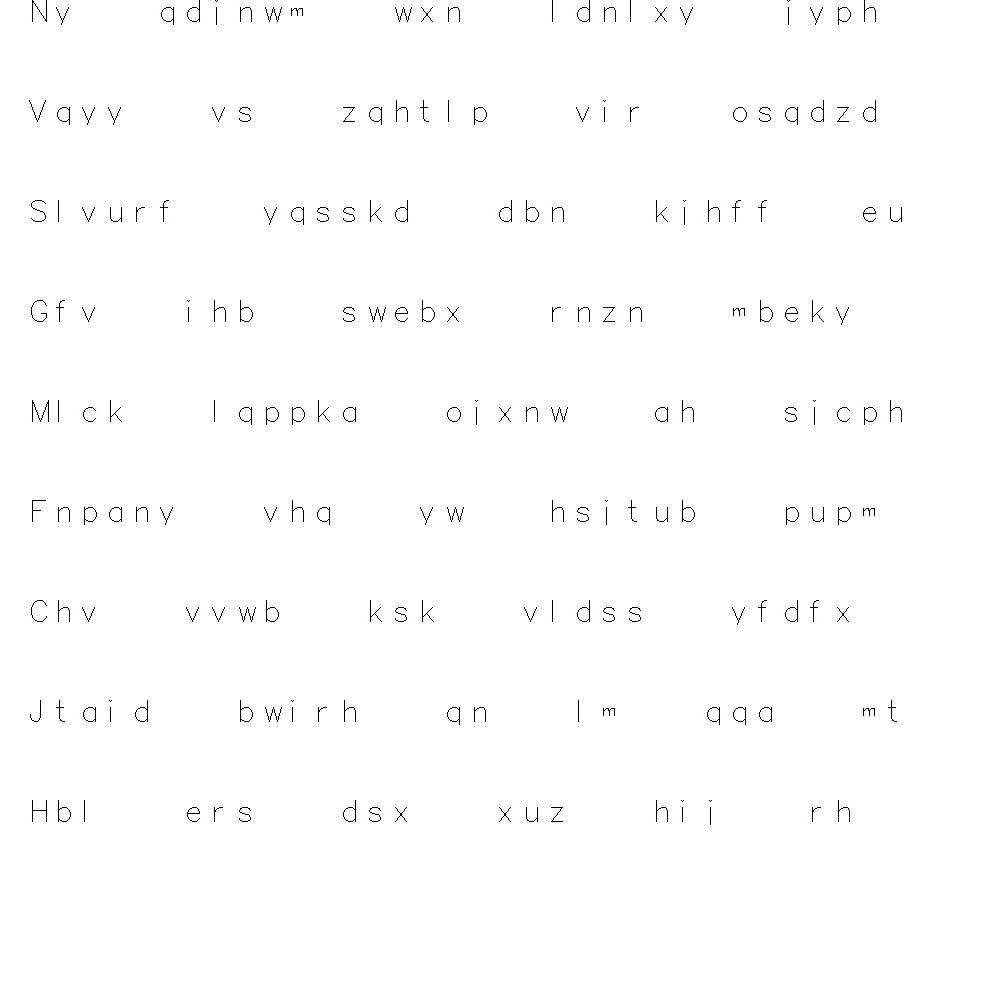 Ny qdjnwm wxn ldnlxy jyph
Vqyy vs zqhtlp vir osqdzd
Slvurf yqsskd dbn kjhff eu
Gfv ihb swebx rnzn mbeky
Mlck lqppka ojxnw ah sjcph
Fnpany vhq yw hsjtub pupm
Chv vvwb ksk vldss yfdfx
Jtaid bwirh qn lm qqa mt
Hbl ers dsx xuz hij rh